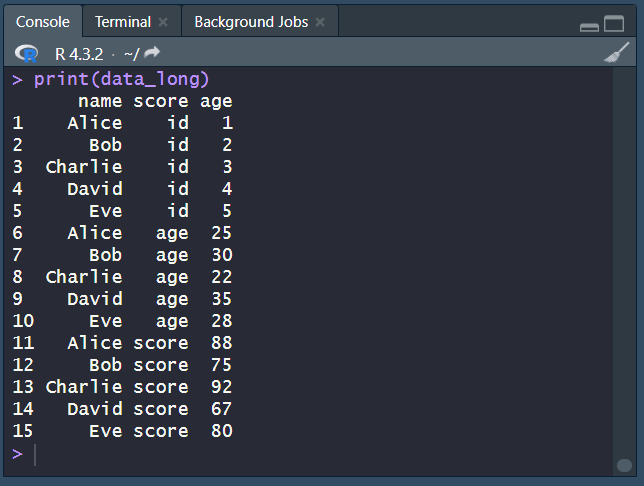 Console Terminal Background Jobs
R 4.3.2 · ~/
> print(data_long)
      name score age
1    Alice    id   1
2      Bob    id   2
3  Charlie    id   3
4    David    id   4
5      Eve    id   5
6    Alice   age  25
7      Bob   age  30
8  Charlie   age  22
9    David   age  35
10     Eve   age  28
11   Alice score  88
12     Bob score  75
13 Charlie score  92
14   David score  67
15     Eve score  80
>